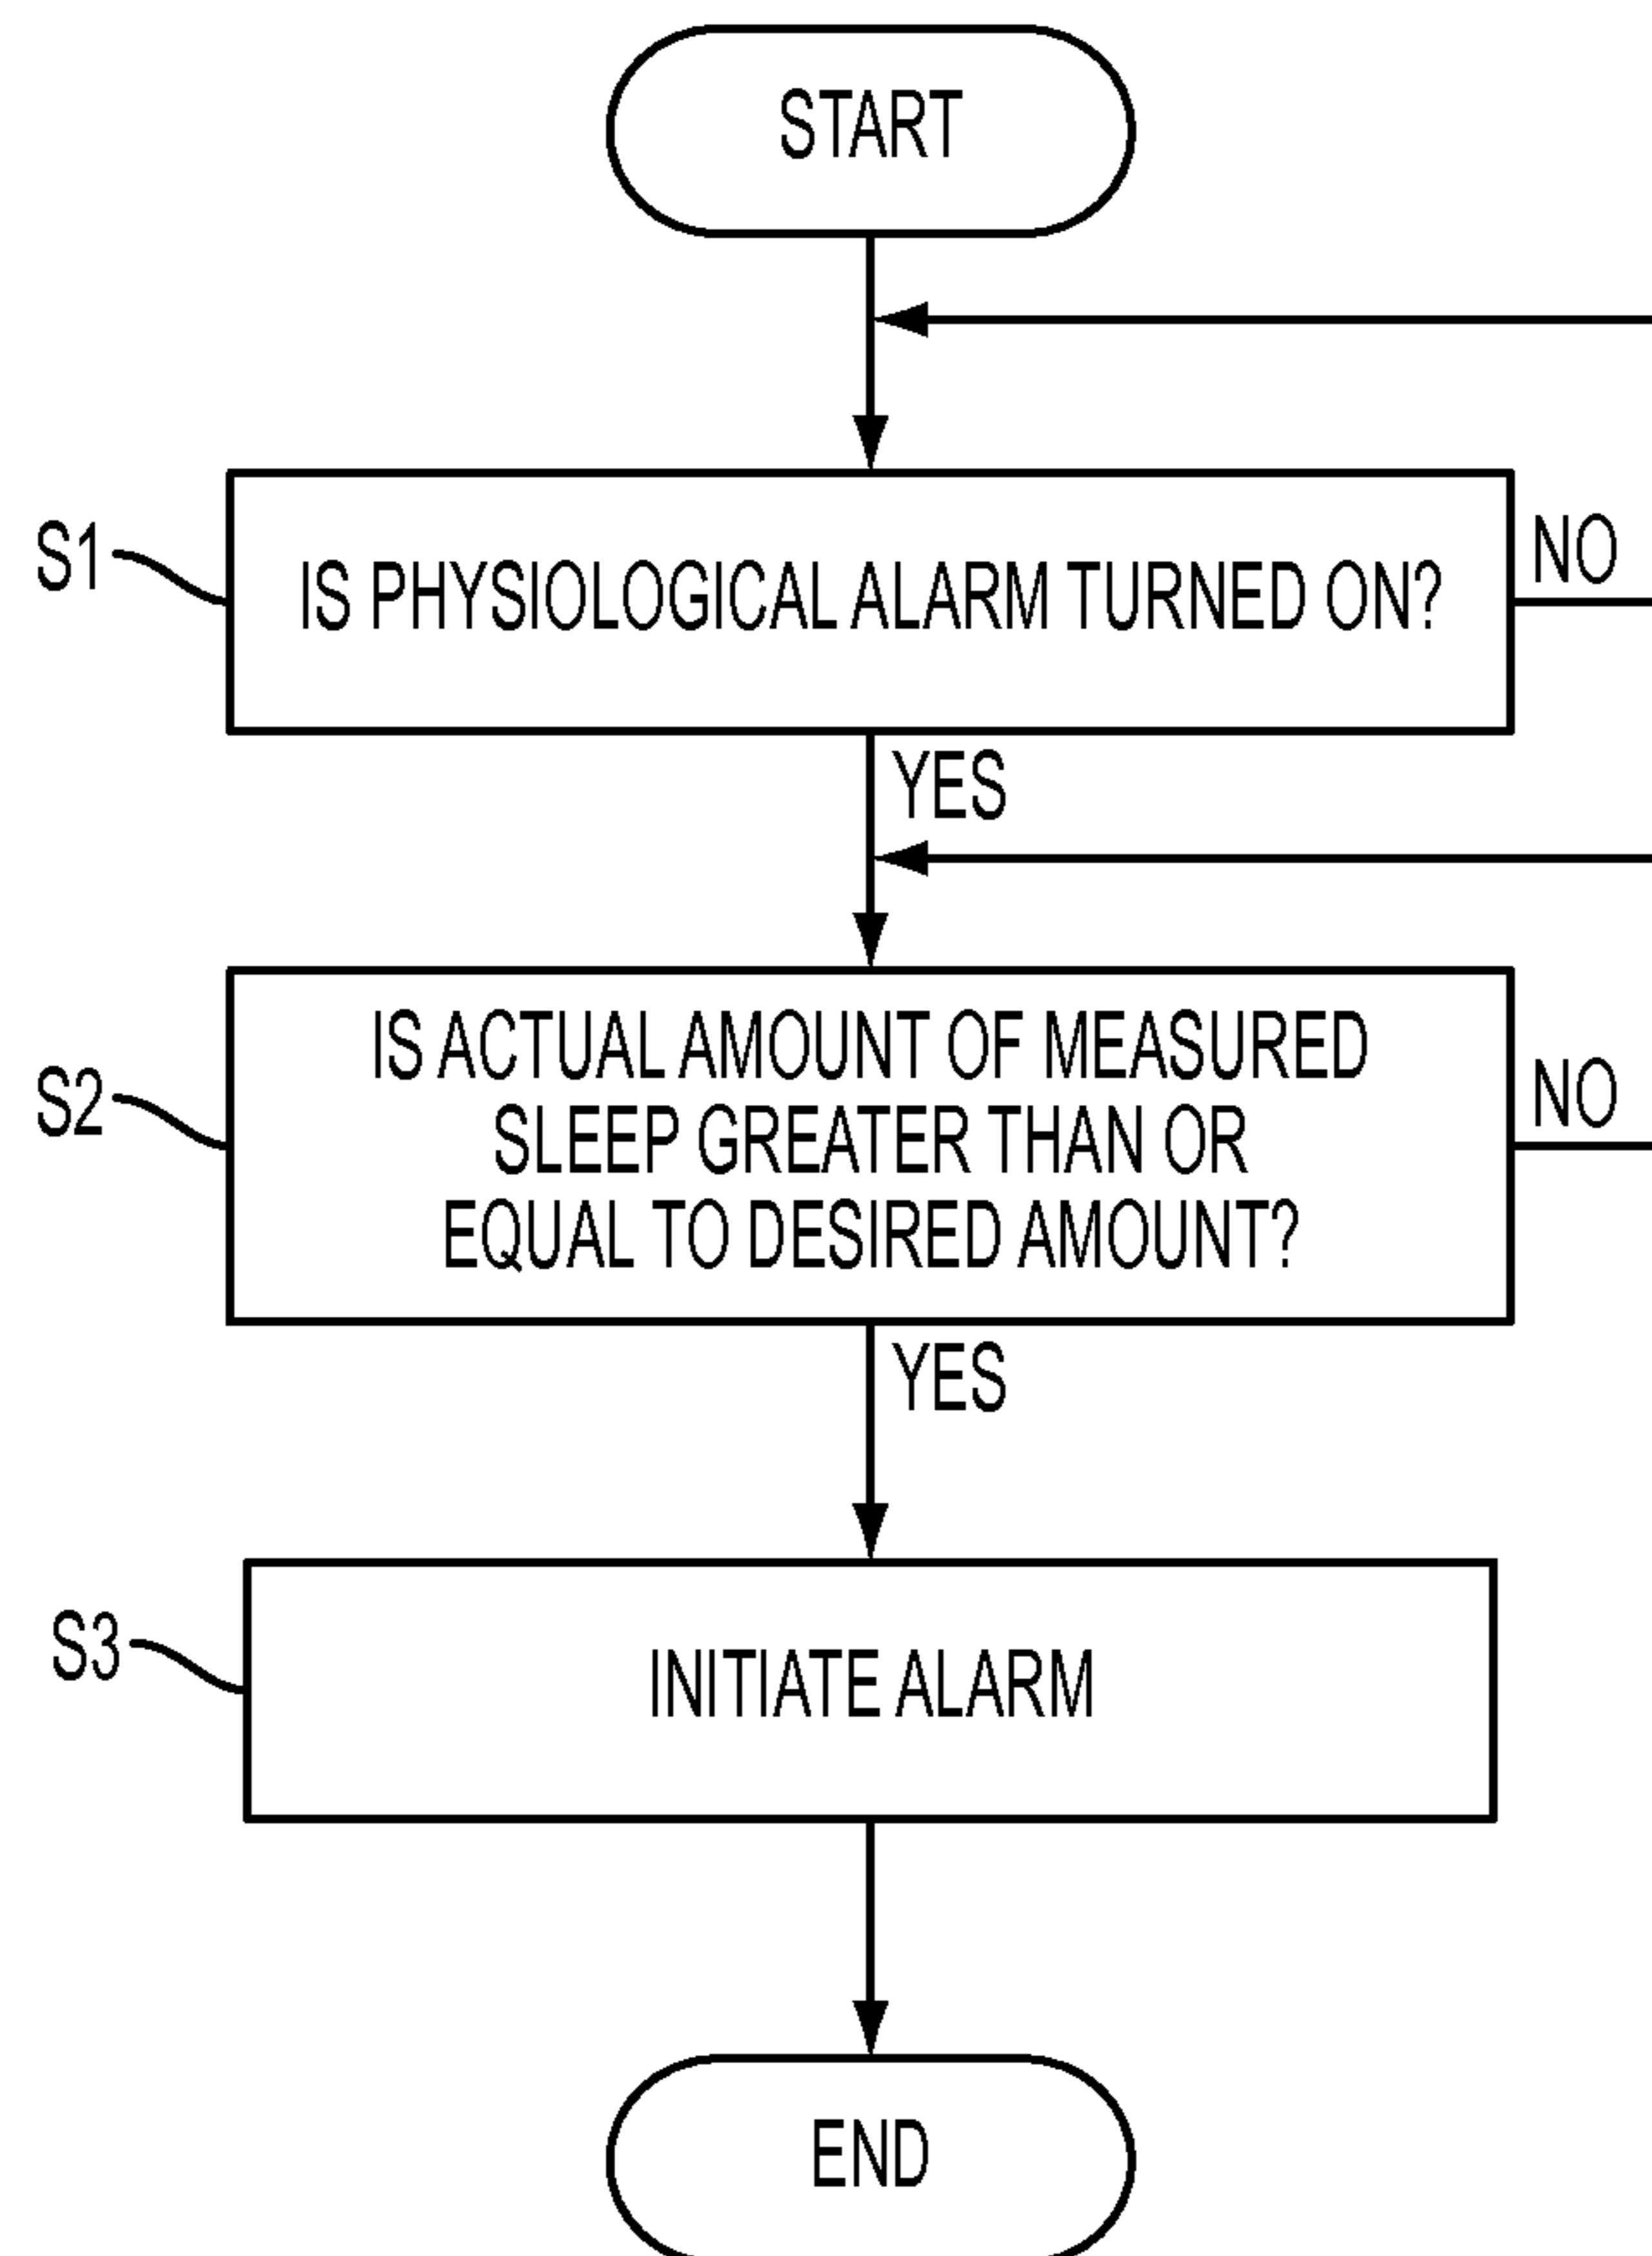 START
S1
IS PHYSIOLOGICAL ALARM TURNED ON?
NO
YES
S2
IS ACTUAL AMOUNT OF MEASURED
SLEEP GREATER THAN OR
EQUAL TO DESIRED AMOUNT?
NO
YES
S3
INITIATE ALARM
END